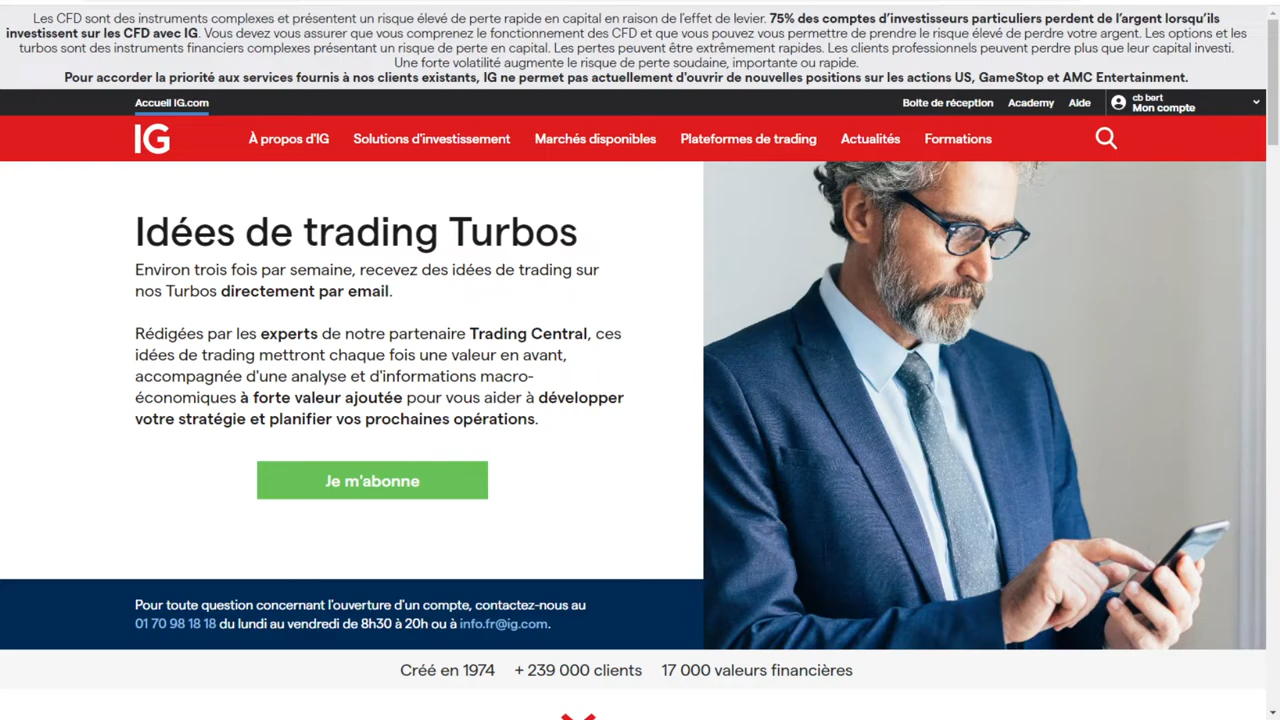 Les CFD sont des instruments complexes et présentent un risque élevé de perte rapide en capital en raison de l'effet de levier. 75% des comptes d'investisseurs particuliers perdent de l'argent lorsqu'ils
investissent sur les CFD avec IG. Vous devez vous assurer que vous comprenez le fonctionnement des CFD et que vous pouvez vous permettre de prendre le risque élevé de perdre votre argent. Les options et les
turbos sont des instruments financiers complexes présentant un risque de perte en capital. Les pertes peuvent être extrêmement rapides. Les clients professionnels peuvent perdre plus que leur capital investi.
Une forte volatilité augmente le risque de perte soudaine, importante ou rapide.
Pour accorder la priorité aux services fournis à nos clients existants, IG ne permet pas actuellement d'ouvrir de nouvelles positions sur les actions US, GameStop et AMC Entertainment.
Accueil IG.com Boite de réception Academy Aide cb bert
Mon compte
IG À propos d'IG Solutions d'investissement Marchés disponibles Plateformes de trading Actualités Formations
Idées de trading Turbos
Environ trois fois par semaine, recevez des idées de trading sur
nos Turbos directement par email.
Rédigées par les experts de notre partenaire Trading Central, ces
idées de trading mettront chaque fois une valeur en avant,
accompagnée d'une analyse et d'informations macro-
économiques à forte valeur ajoutée pour vous aider à développer
votre stratégie et planifier vos prochaines opérations.
Je m'abonne
Pour toute question concernant l'ouverture d'un compte, contactez-nous au
01 70 98 18 18 du lundi au vendredi de 8h30 à 20h ou à info.fr@ig.com.
Créé en 1974 + 239 000 clients 17 000 valeurs financières